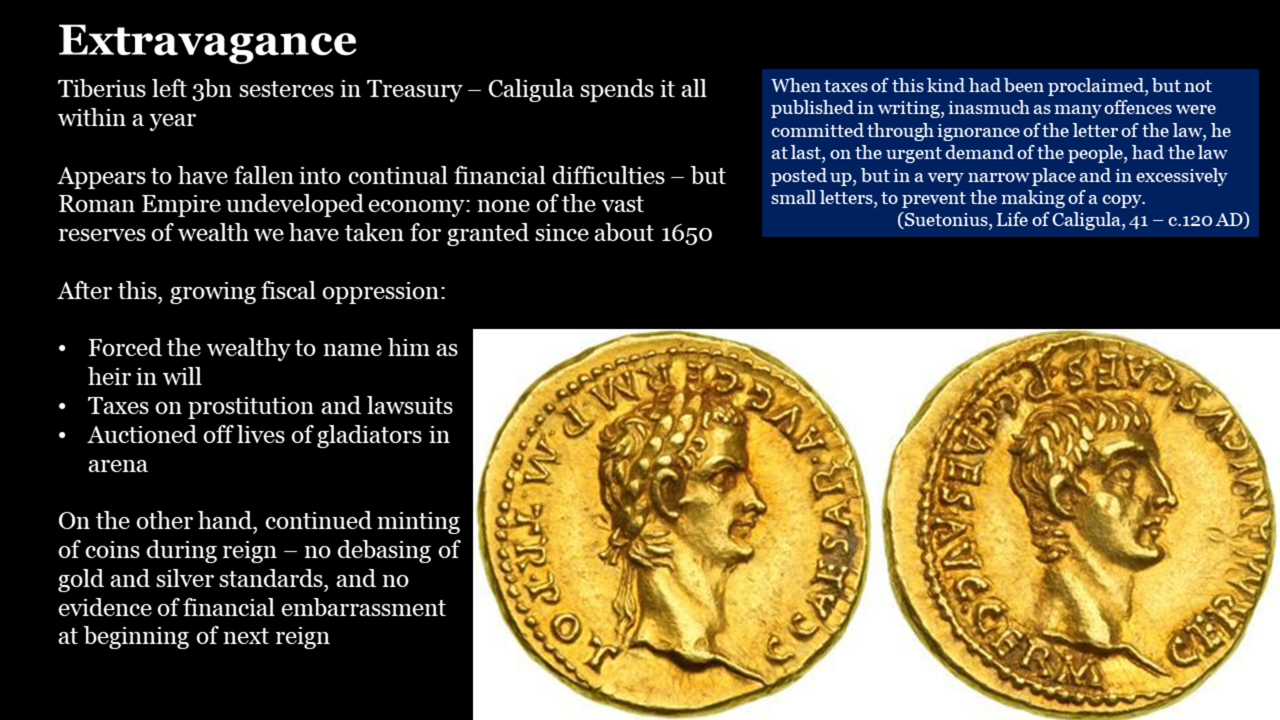 Extravagance
Tiberius left 3bn sesterces in Treasury – Caligula spends it all
within a year
Appears to have fallen into continual financial difficulties – but
Roman Empire undeveloped economy: none of the vast
reserves of wealth we have taken for granted since about 1650
After this, growing fiscal oppression:
• Forced the wealthy to name him as
heir in will
• Taxes on prostitution and lawsuits
• Auctioned off lives of gladiators in
arena
On the other hand, continued minting
of coins during reign – no debasing of
gold and silver standards, and no
evidence of financial embarrassment
at beginning of next reign
When taxes of this kind had been proclaimed, but not
published in writing, inasmuch as many offences were
committed through ignorance of the letter of the law, he
at last, on the urgent demand of the people, had the law
posted up, but in a very narrow place and in excessively
small letters, to prevent the making of a copy.
(Suetonius, Life of Caligula, 41 – c.120 AD)
C·CAESAR·AVG·GERM·P·M·TR·POT